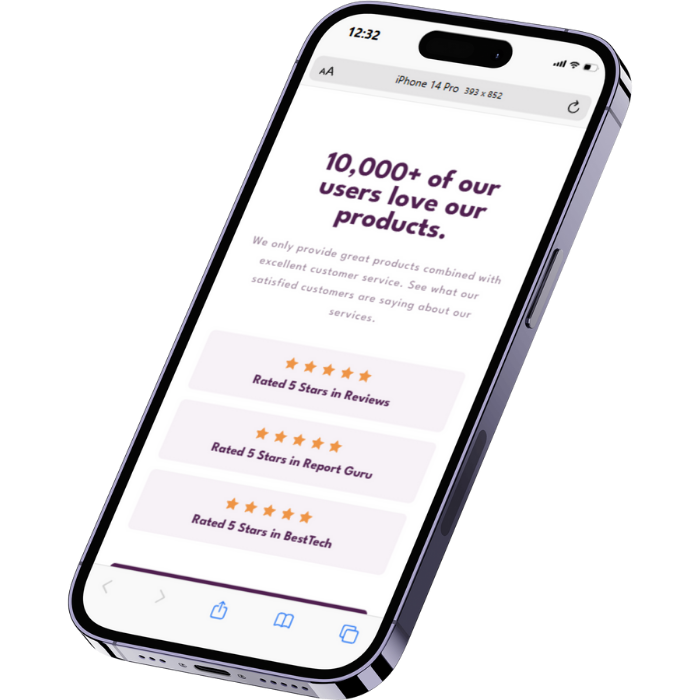 12:32
AA
iPhone 14 Pro 393 x 852
10,000+ of our
users love our
products.
We only provide great products combined with
excellent customer service. See what our
satisfied customers are saying about our
services.
Rated 5 Stars in Reviews
Rated 5 Stars in Report Guru
Rated 5 Stars in BestTech